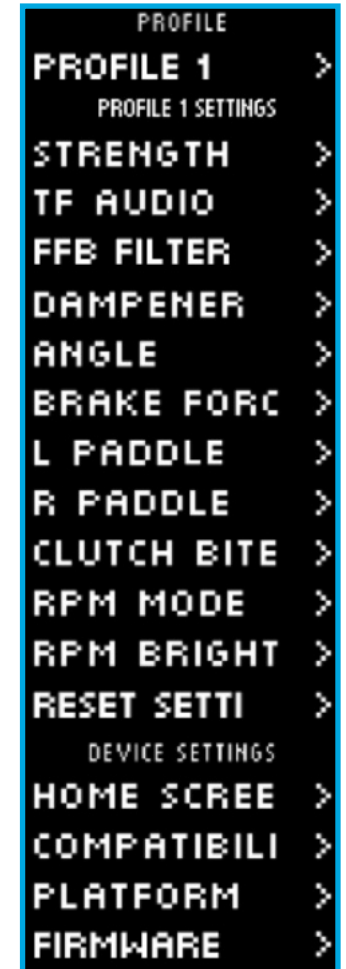 PROFILE
PROFILE 1 >
PROFILE 1 SETTINGS
STRENGTH >
TF AUDIO >
FFB FILTER >
DAMPENER >
ANGLE >
BRAKE FORC >
L PADDLE >
R PADDLE >
CLUTCH BITE >
RPM MODE >
RPM BRIGHT >
RESET SETTI >
DEVICE SETTINGS
HOME SCREE >
COMPATIBILI >
PLATFORM >
FIRMWARE >